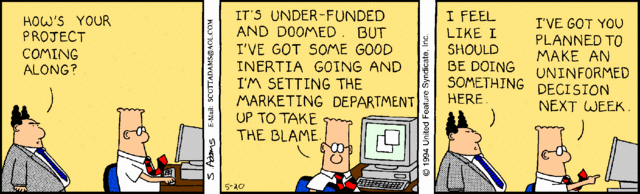 HOW'S YOUR
PROJECT
COMING
ALONG?
S. Adams
E-Mail: SCOTTADAMS@AOL.COM
IT'S UNDER-FUNDED
AND DOOMED. BUT
I'VE GOT SOME GOOD
INERTIA GOING AND
I'M SETTING THE
MARKETING DEPARTMENT
UP TO TAKE
THE BLAME.
5-20
© 1994 United Feature Syndicate, Inc.
I FEEL
LIKE I
SHOULD
BE DOING
SOMETHING
HERE.
I'VE GOT YOU
PLANNED TO
MAKE AN
UNINFORMED
DECISION
NEXT WEEK.